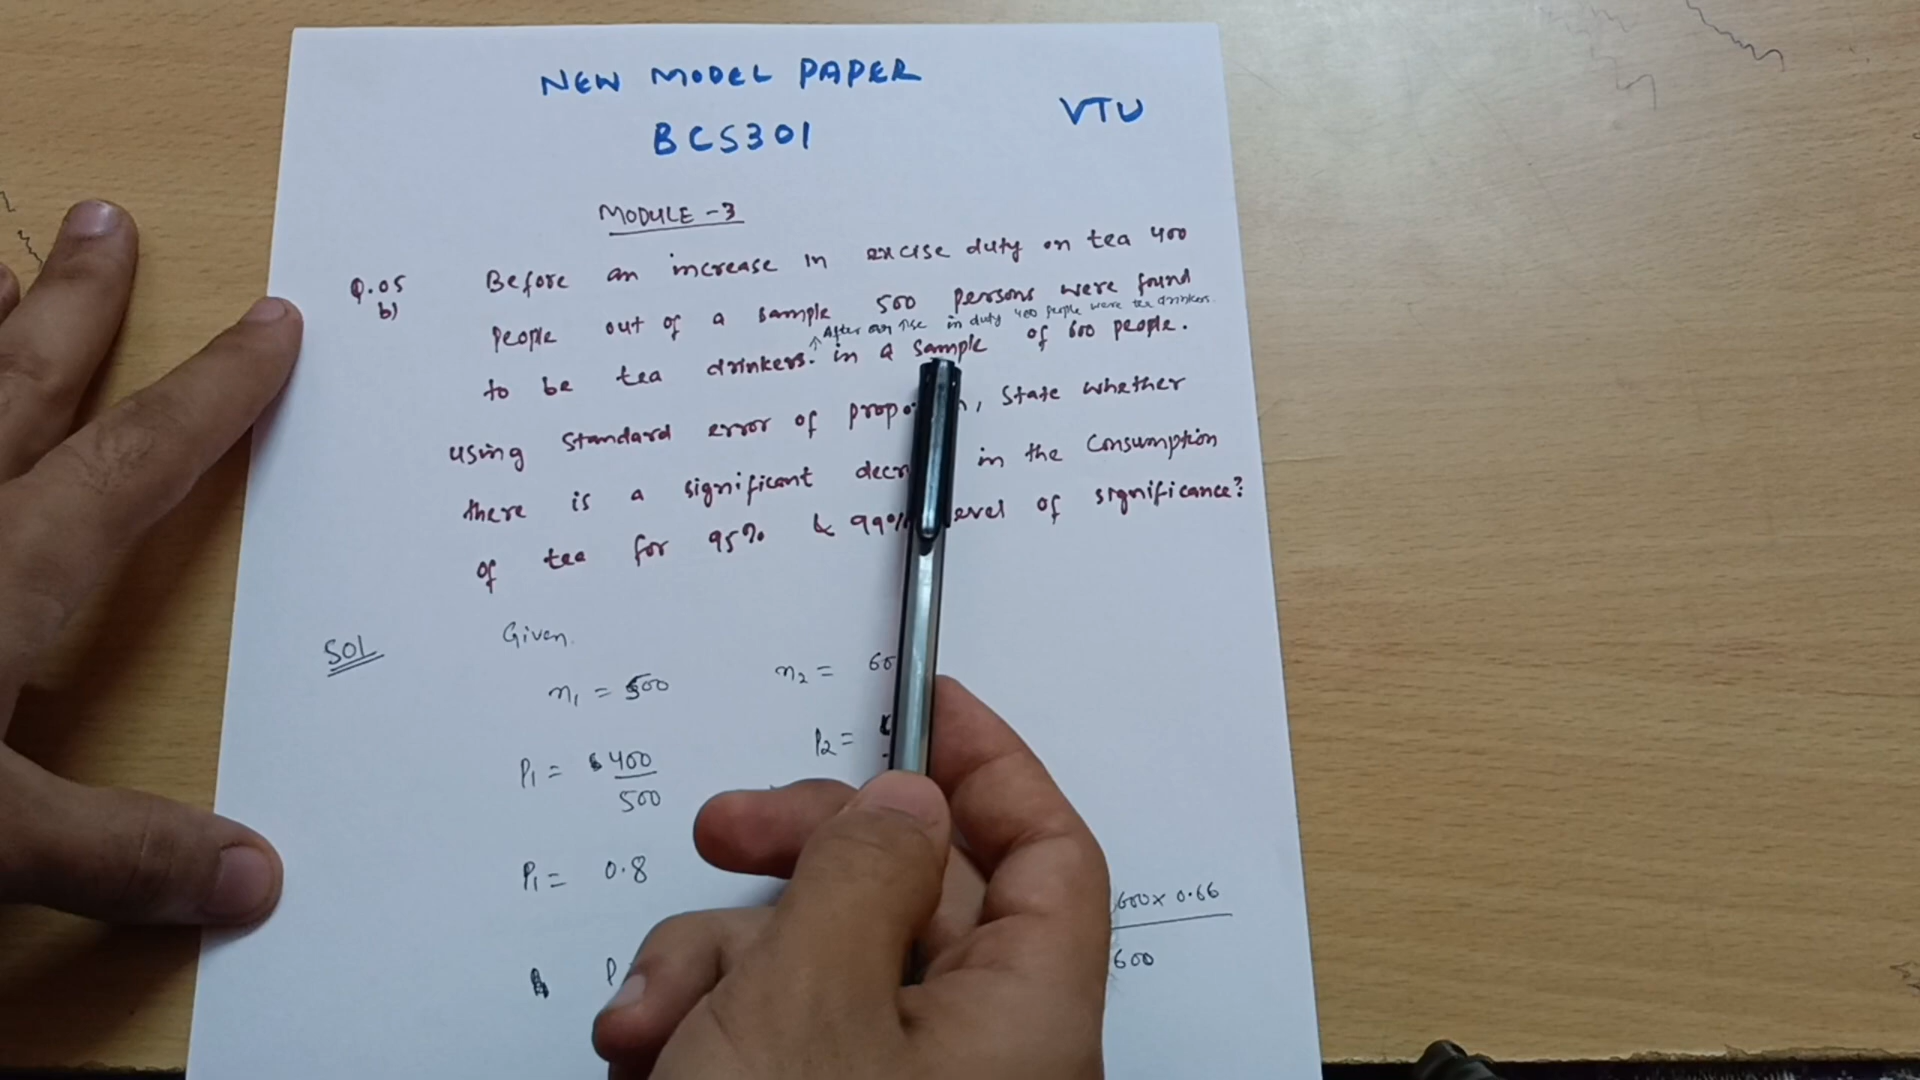 NEW MODEL PAPER
VTU
BCS301
MODULE -3
Q.05 Before an increase in excise duty on tea 400
b) People out of a sample 500 persons were found
↑ After an rise in duty 400 people were tea drinkers.
to be tea drinkers. in a sample of 600 people.
using standard error of , state whether
there is a significant in the consumption
of tea for 95% & 99% of significance?
Sol Given.
n₁ = 500 n₂ =
P₁ = 400 P₂ =
500
P₁ = 0.8
600 x 0.66
P
600